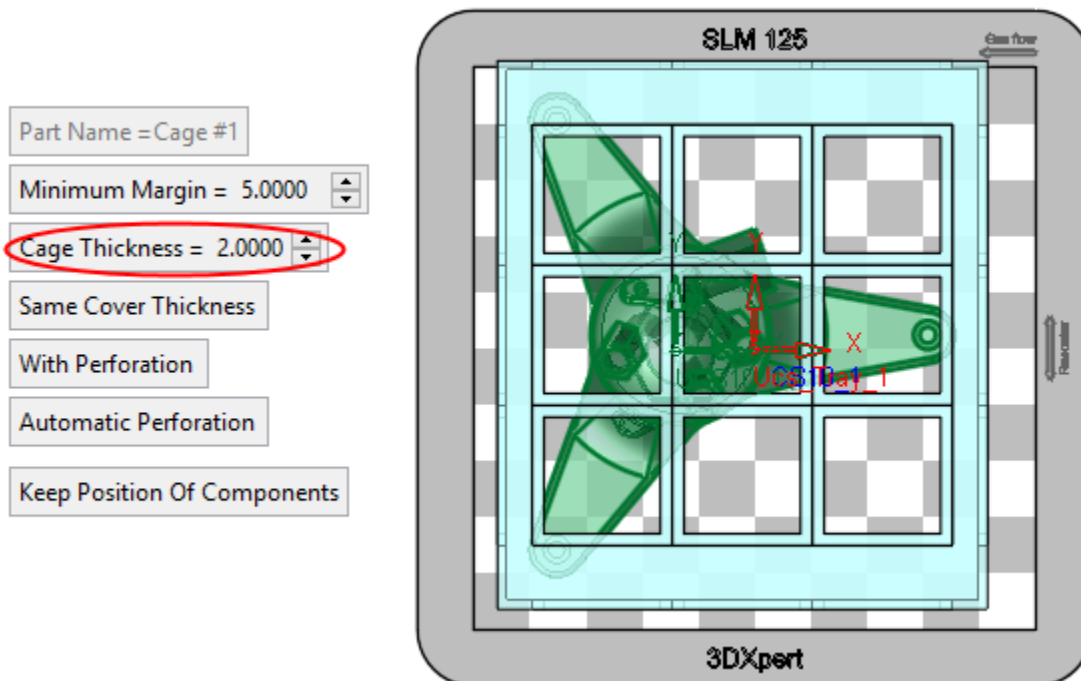 Part Name =Cage #1
Minimum Margin = 5.0000
Cage Thickness = 2.0000
Same Cover Thickness
With Perforation
Automatic Perforation
Keep Position Of Components
SLM 125
Gas flow
Y
Y
X
Recoater
3DXpert